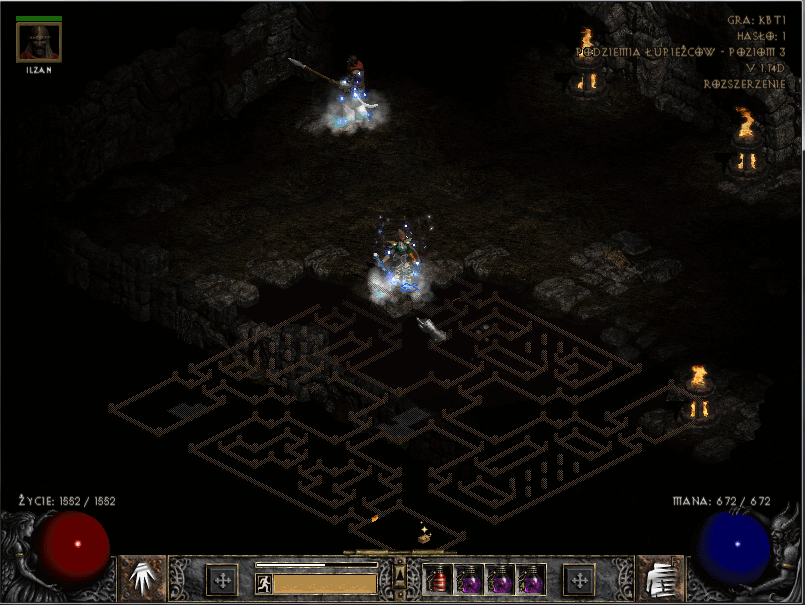 GRA: KBT1
HASŁO: 1
PODZIEMIA ŁUPIEŻCÓW - POZIOM 3
V 1.14D
ROZSZERZENIE
ILZAN
ŻYCIE: 1552 / 1552
MANA: 672 / 672